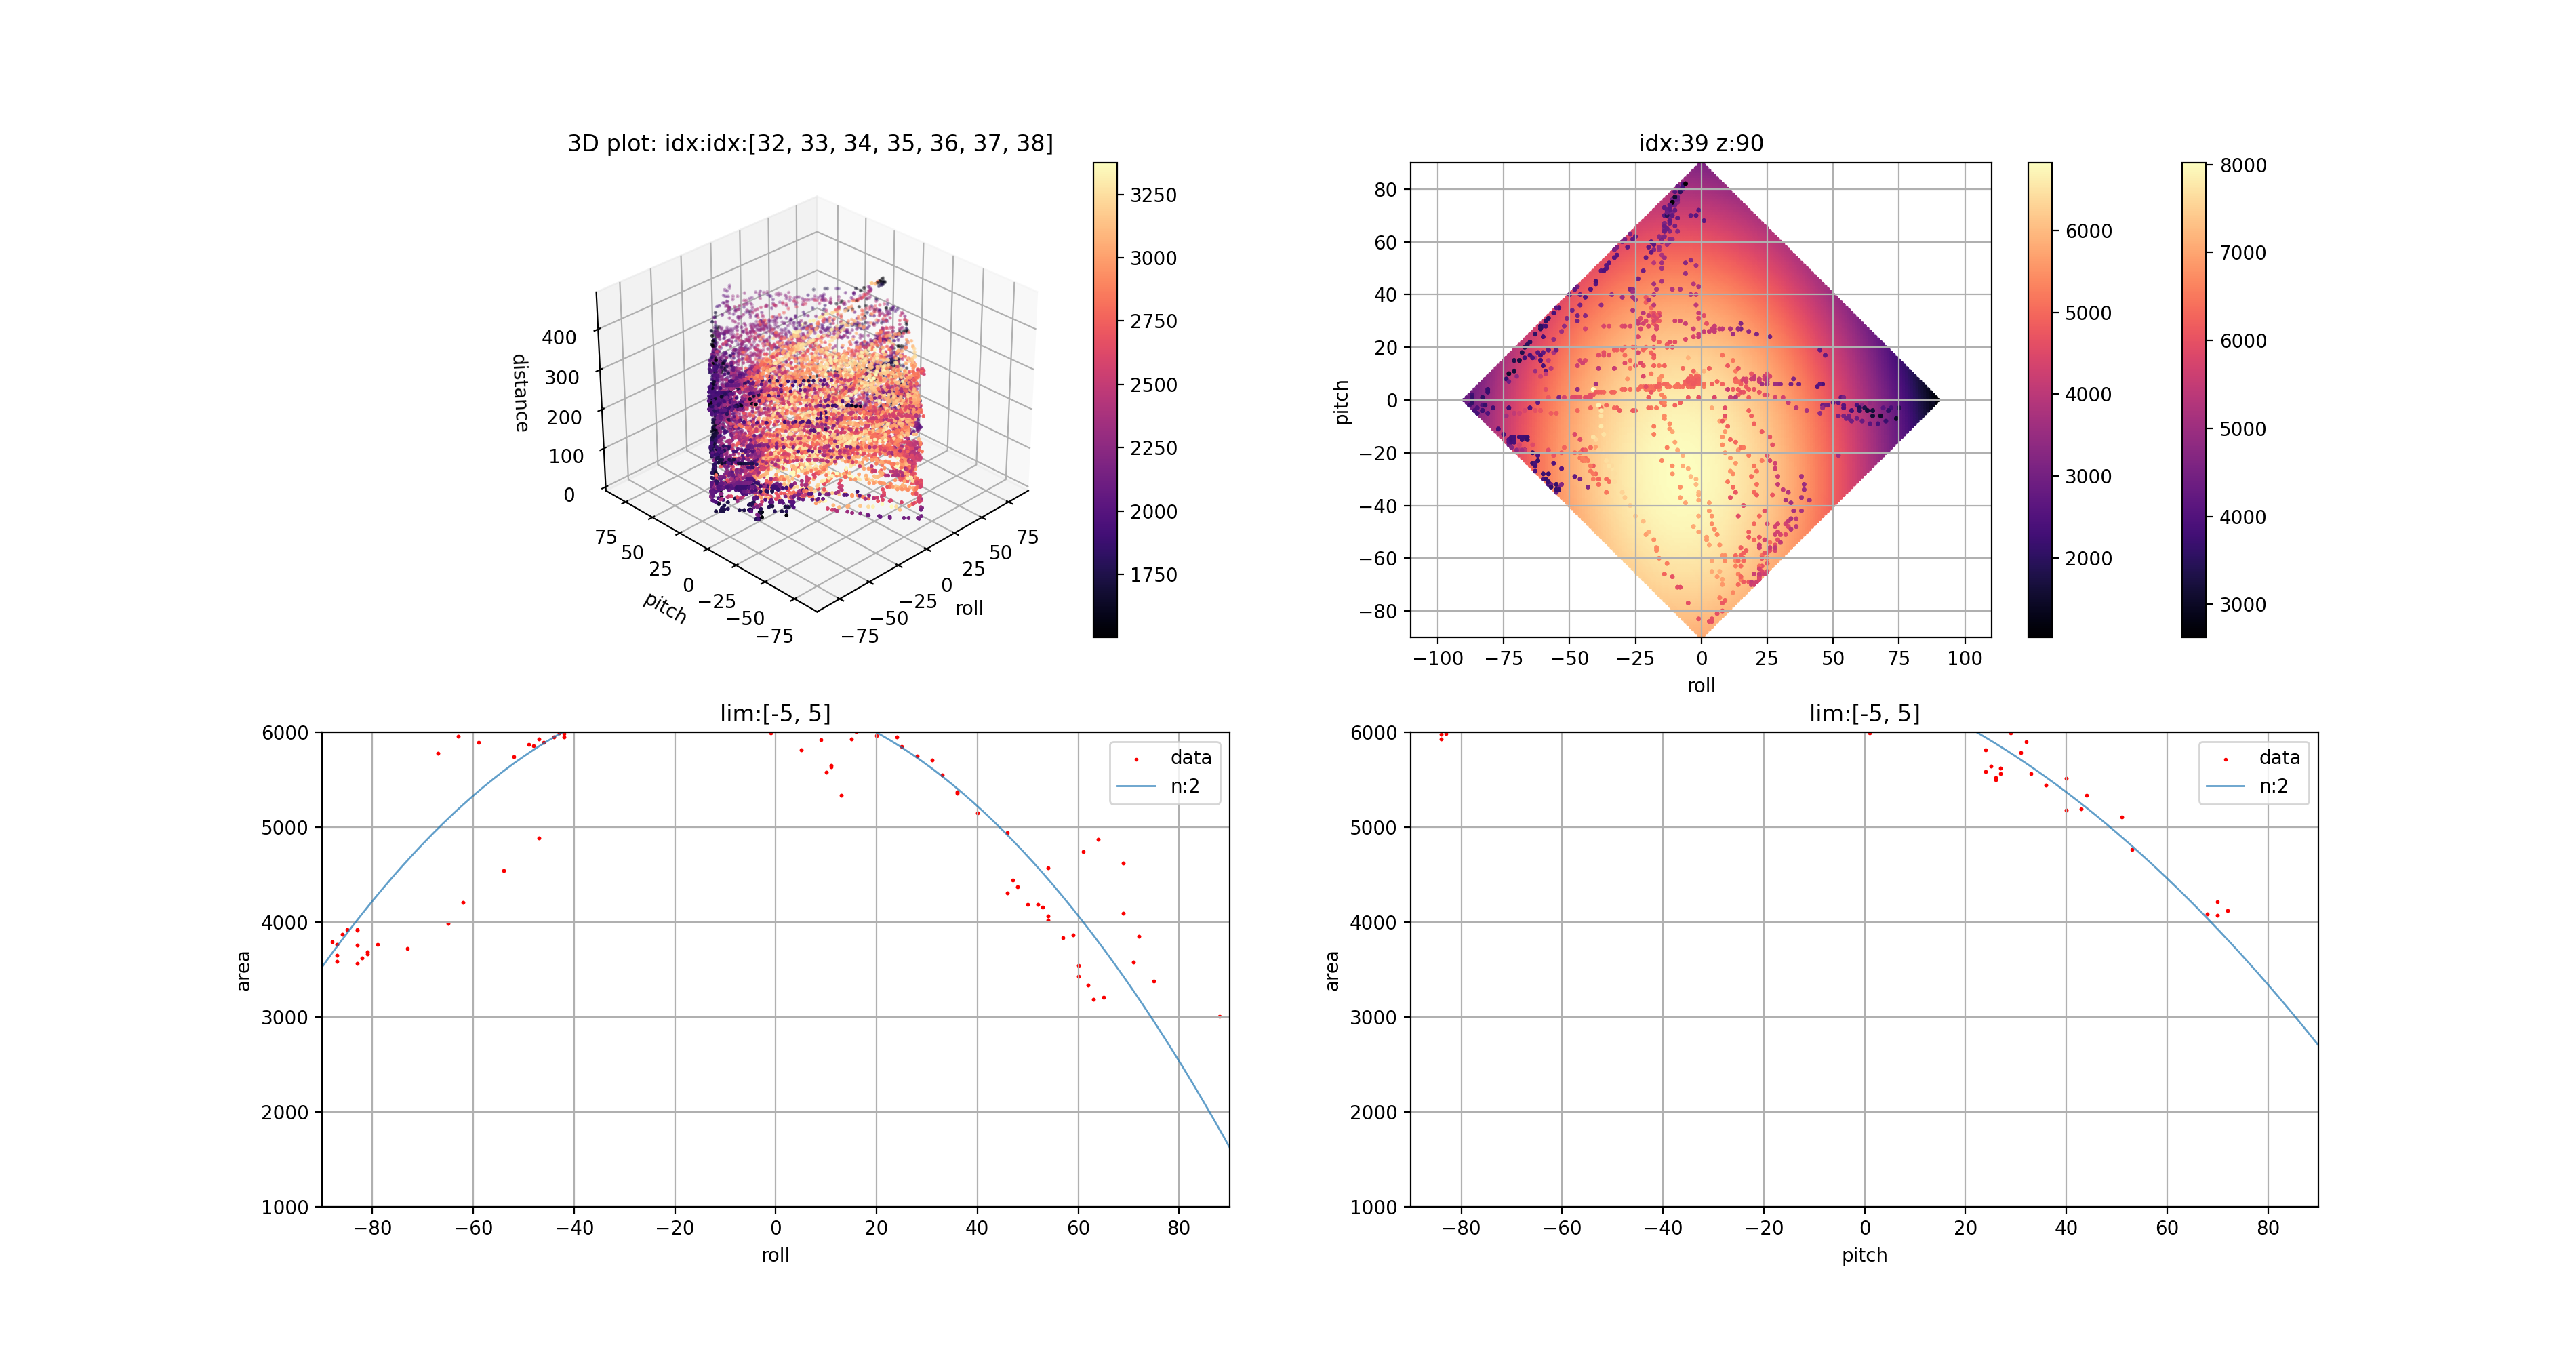 3D plot: idx:idx:[32, 33, 34, 35, 36, 37, 38]
400
300
200
100
0
distance
75
50
25
0
−25
−50
−75
pitch
−75
−50
−25
0
25
50
75
roll
3250
3000
2750
2500
2250
2000
1750
idx:39 z:90
80
60
40
20
0
−20
−40
−60
−80
pitch
−100 −75 −50 −25 0 25 50 75 100
roll
6000
5000
4000
3000
2000
8000
7000
6000
5000
4000
3000
lim:[-5, 5]
6000
5000
4000
3000
2000
1000
area
data
n:2
−80 −60 −40 −20 0 20 40 60 80
roll
lim:[-5, 5]
6000
5000
4000
3000
2000
1000
area
data
n:2
−80 −60 −40 −20 0 20 40 60 80
pitch